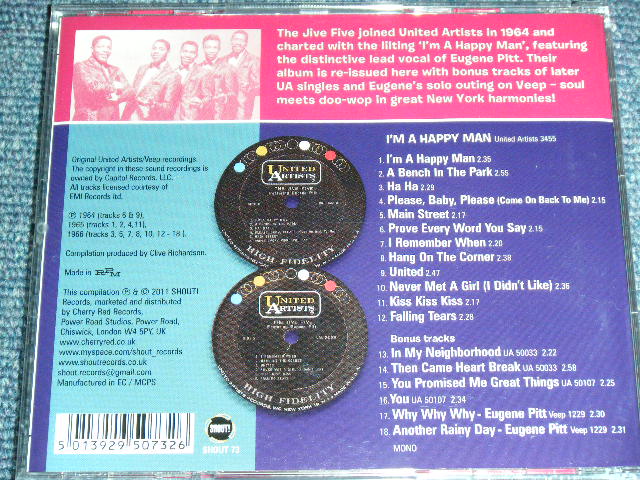 The Jive Five joined United Artists in 1964 and
charted with the lilting 'I'm A Happy Man', featuring
the distinctive lead vocal of Eugene Pitt. Their
album is re-issued here with bonus tracks of later
UA singles and Eugene's solo outing on Veep – soul
meets doo-wop in great New York harmonies!
Original United Artists/Veep recordings.
The copyright in these sound recordings is
owned by Capitol Records, LLC.
All tracks licensed courtesy of
EMI Records ltd.
℗ 1964 (tracks 6 & 9),
1965 (tracks 1, 2, 4, 11),
1966 (tracks 3, 5, 7, 8, 10, 12 - 18 ).
Compilation produced by Clive Richardson.
Made in
This compilation ℗ & © 2011 SHOUT!
Records, marketed and distributed
by Cherry Red Records,
Power Road Studios, Power Road,
Chiswick, London W4 5PY, UK
www.cherryred.co.uk
www.myspace.com/shout_records
www.shoutrecords.co.uk
shout.records@gmail.com
Manufactured in EC / MCPS
5 013929 507326
SHOUT!
SHOUT 73
UNITED
ARTISTS
THE JIVE FIVE
HIGH FIDELITY
UNITED
ARTISTS
THE JIVE FIVE
HIGH FIDELITY
I'M A HAPPY MAN United Artists 3455
1. I'm A Happy Man 2.35
2. A Bench In The Park 2.55
3. Ha Ha 2.29
4. Please, Baby, Please (Come On Back To Me) 2.15
5. Main Street 2.17
6. Prove Every Word You Say 2.15
7. I Remember When 2.20
8. Hang On The Corner 2.38
9. United 2.47
10. Never Met A Girl (I Didn't Like) 2.36
11. Kiss Kiss Kiss 2.17
12. Falling Tears 2.26
Bonus tracks
13. In My Neighborhood UA 50033 2.22
14. Then Came Heart Break UA 50033 2.58
15. You Promised Me Great Things UA 50107 2.25
16. You UA 50107 2.34
17. Why Why Why - Eugene Pitt Veep 1229 2.30
18. Another Rainy Day - Eugene Pitt Veep 1229 2.31
MONO